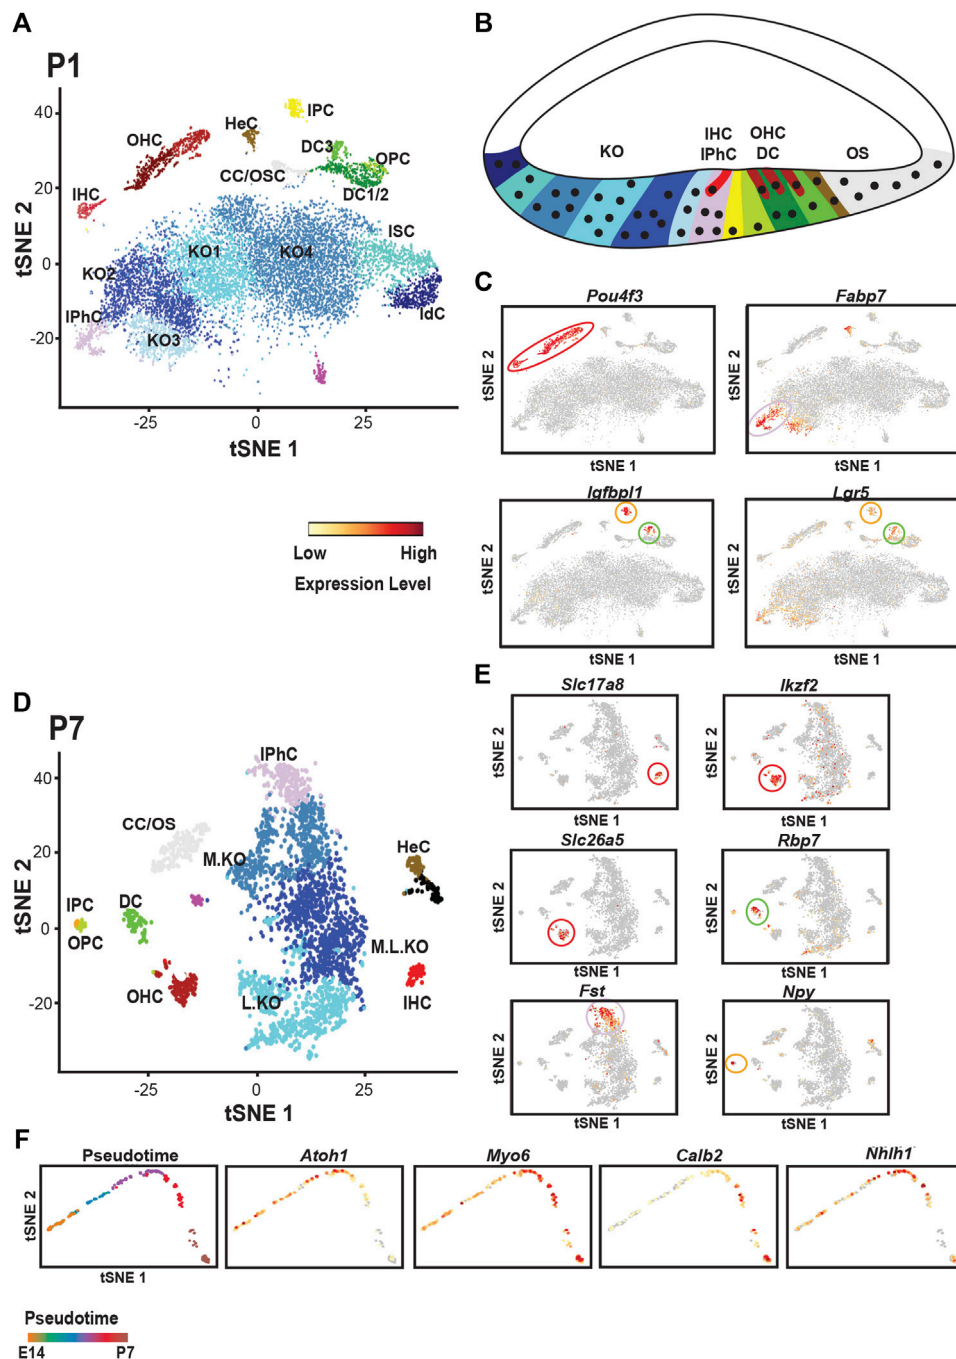 A
P1
40
20
0
-20
tSNE 2
OHC
HeC
IPC
DC3
OPC
CC/OSC
DC1/2
IHC
ISC
KO1
KO4
KO2
IdC
IPhC
KO3
-25
0
25
tSNE 1
Low High
Expression Level
B
KO
IHC OHC
IPhC DC
OS
C
Pou4f3 Fabp7
tSNE 2 tSNE 2
tSNE 1 tSNE 1
Igfbpl1 Lgr5
tSNE 2 tSNE 2
tSNE 1 tSNE 1
D
P7
40
20
0
-20
tSNE 2
IPhC
CC/OS
M.KO
HeC
IPC
DC
OPC
M.L.KO
OHC
L.KO
IHC
-25 0 25
tSNE 1
E
Slc17a8 Ikzf2
tSNE 2 tSNE 2
tSNE 1 tSNE 1
Slc26a5 Rbp7
tSNE 2 tSNE 2
tSNE 1 tSNE 1
Fst Npy
tSNE 2 tSNE 2
tSNE 1 tSNE 1
F
Pseudotime Atoh1 Myo6 Calb2 Nhlh1
tSNE 2
tSNE 1
Pseudotime
E14 P7